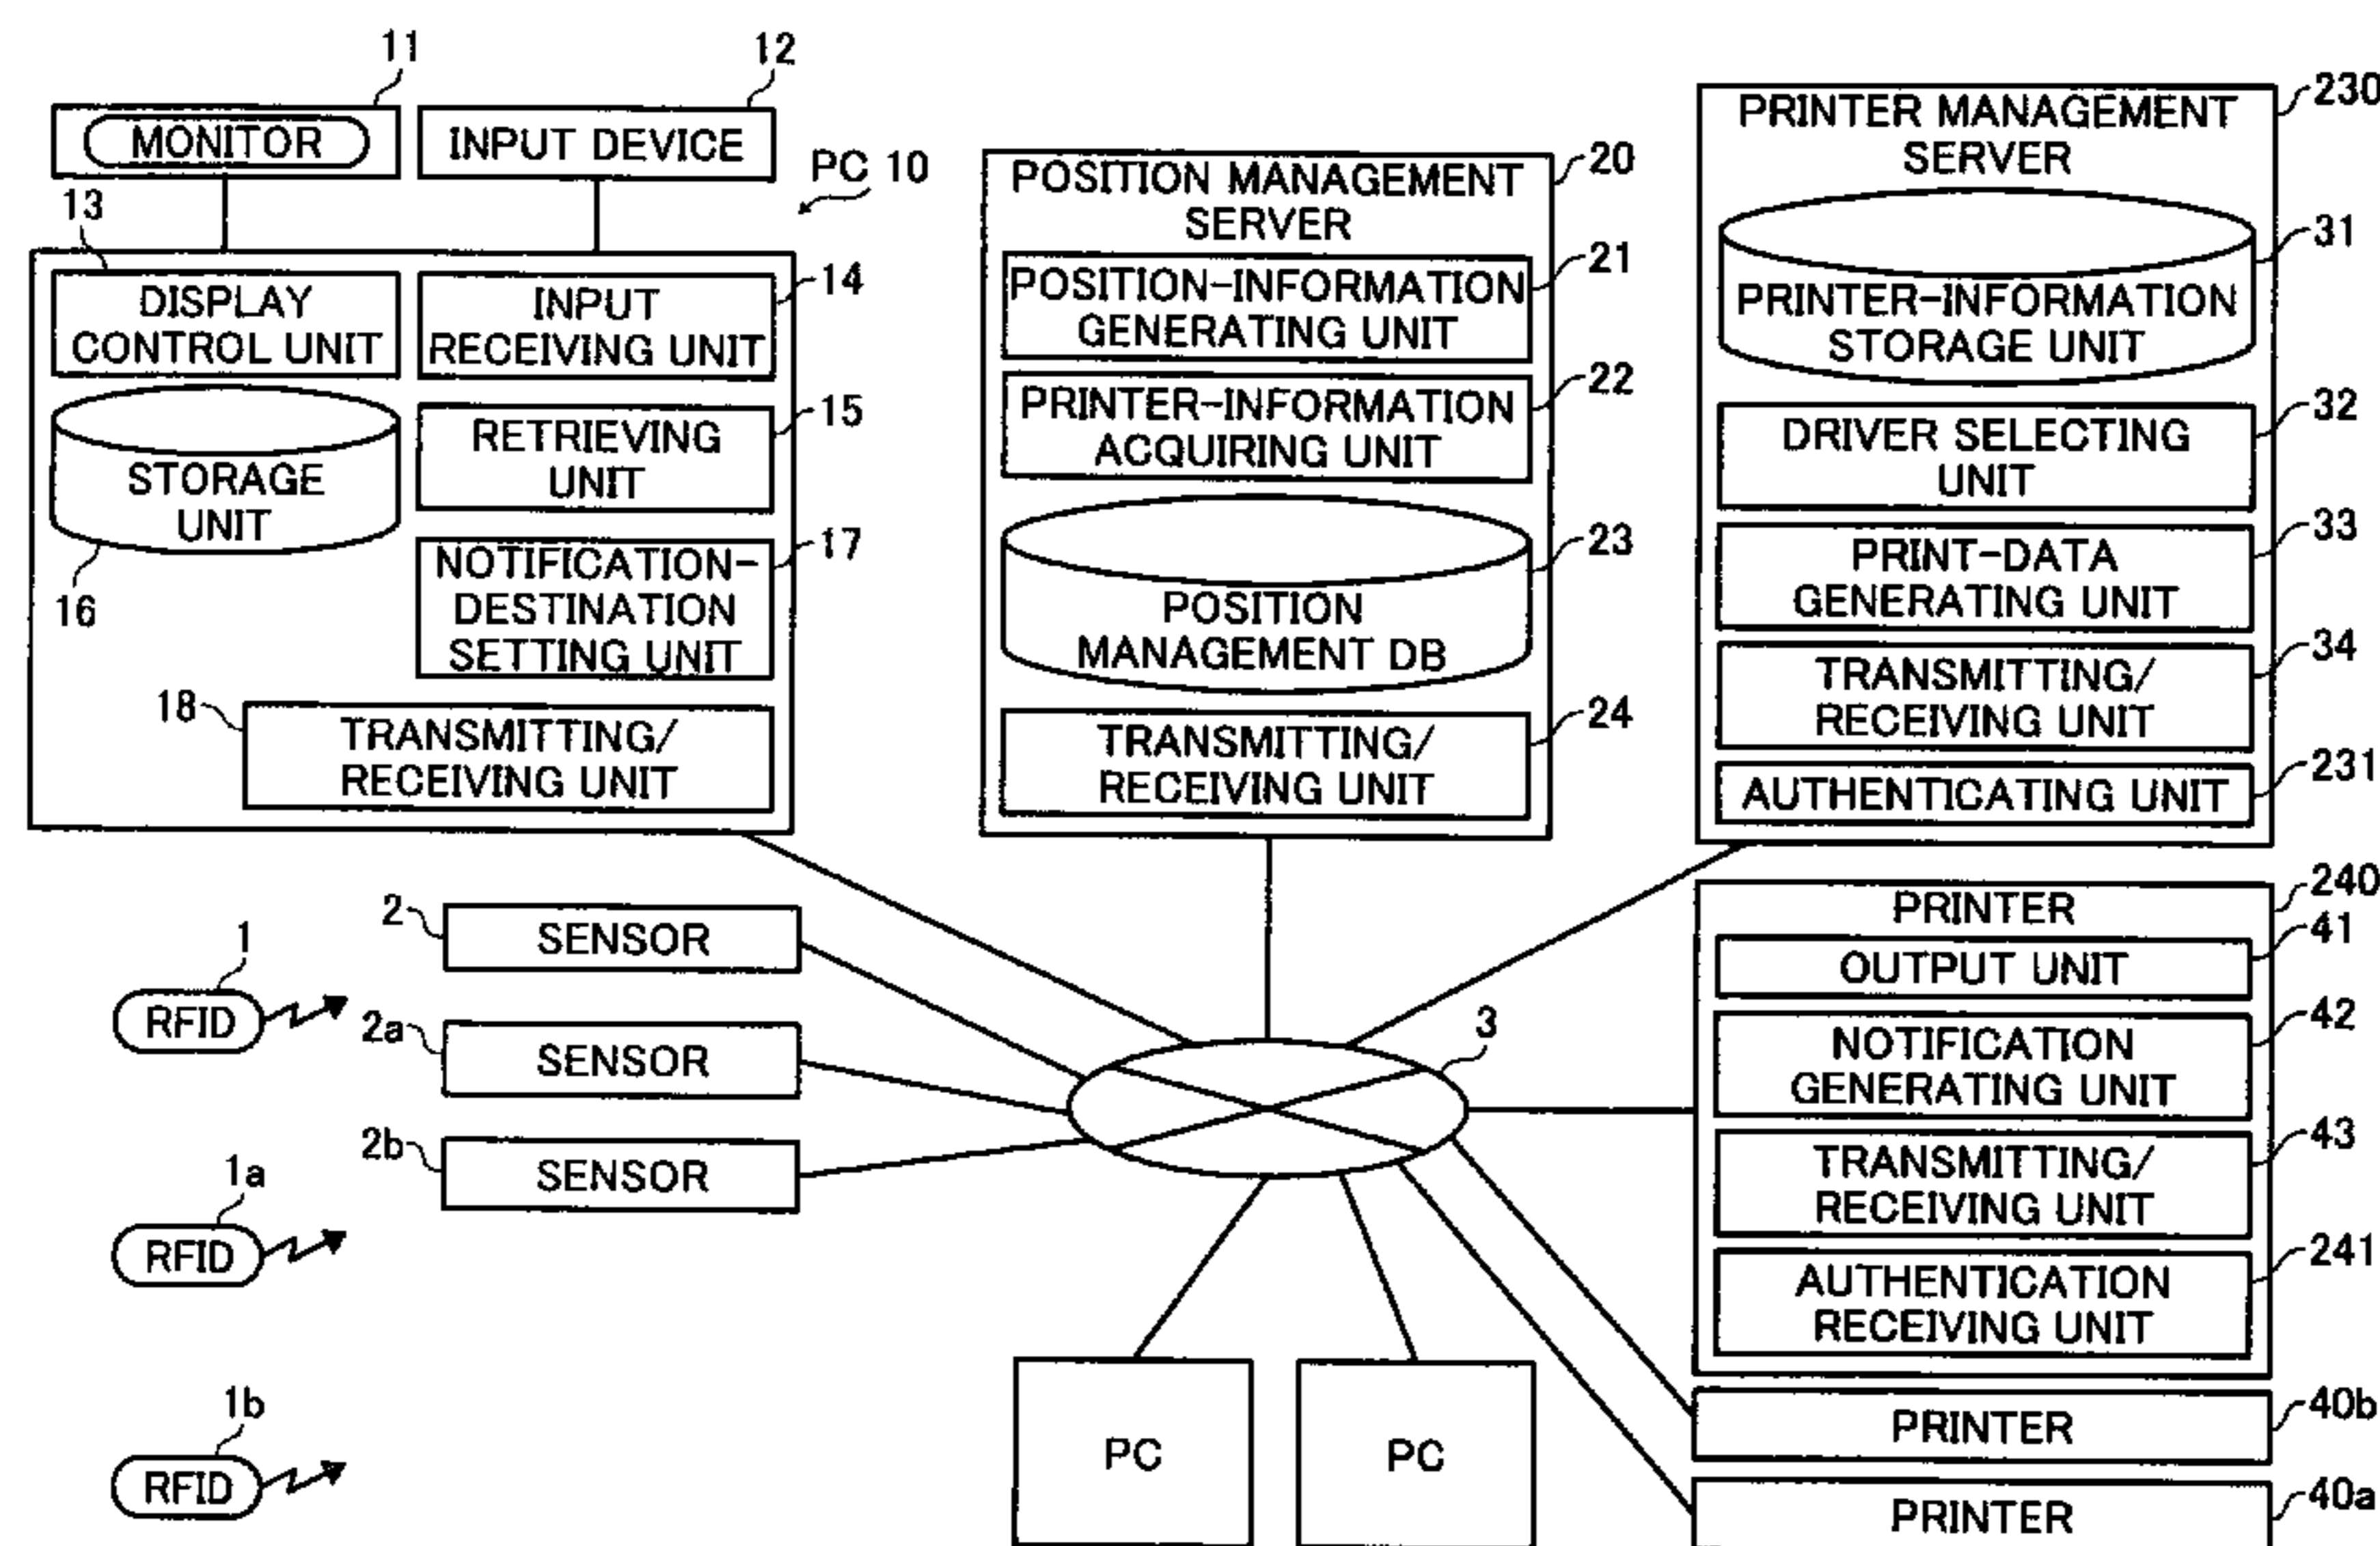 11
MONITOR
12
INPUT DEVICE
PC 10
13
DISPLAY
CONTROL UNIT
14
INPUT
RECEIVING UNIT
15
RETRIEVING
UNIT
STORAGE
UNIT
16
17
NOTIFICATION-
DESTINATION
SETTING UNIT
18
TRANSMITTING/
RECEIVING UNIT
20
POSITION MANAGEMENT
SERVER
21
POSITION-INFORMATION
GENERATING UNIT
22
PRINTER-INFORMATION
ACQUIRING UNIT
23
POSITION
MANAGEMENT DB
24
TRANSMITTING/
RECEIVING UNIT
230
PRINTER MANAGEMENT
SERVER
31
PRINTER-INFORMATION
STORAGE UNIT
32
DRIVER SELECTING
UNIT
33
PRINT-DATA
GENERATING UNIT
34
TRANSMITTING/
RECEIVING UNIT
231
AUTHENTICATING UNIT
1
RFID
1a
RFID
1b
RFID
2
SENSOR
2a
SENSOR
2b
SENSOR
3
240
PRINTER
41
OUTPUT UNIT
42
NOTIFICATION
GENERATING UNIT
43
TRANSMITTING/
RECEIVING UNIT
241
AUTHENTICATION
RECEIVING UNIT
PC
PC
40b
PRINTER
40a
PRINTER